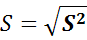 S = √S²